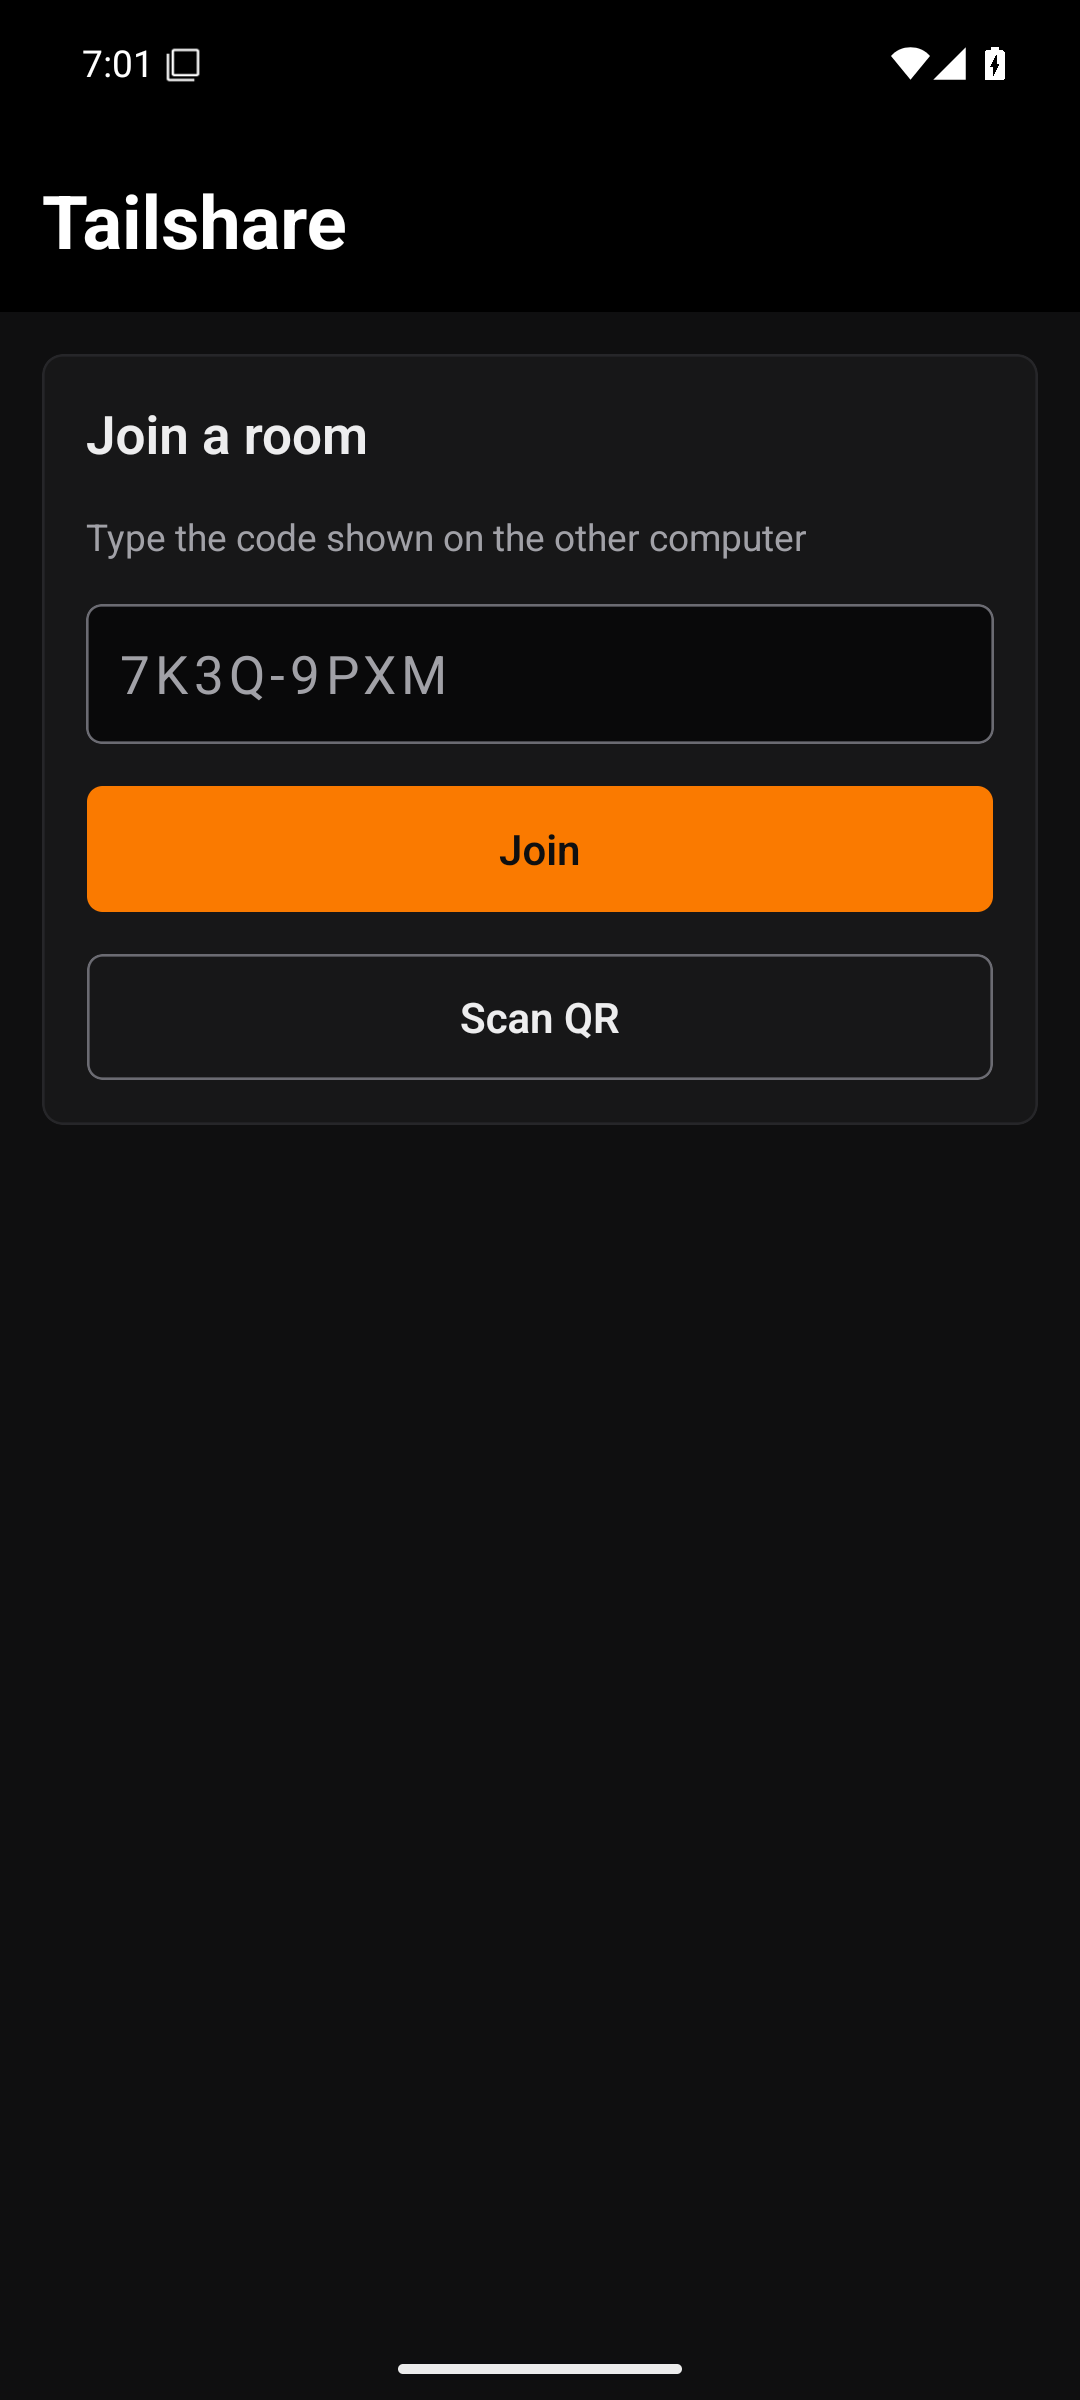 7:01
Tailshare
Join a room
Type the code shown on the other computer
7K3Q-9PXM
Join
Scan QR